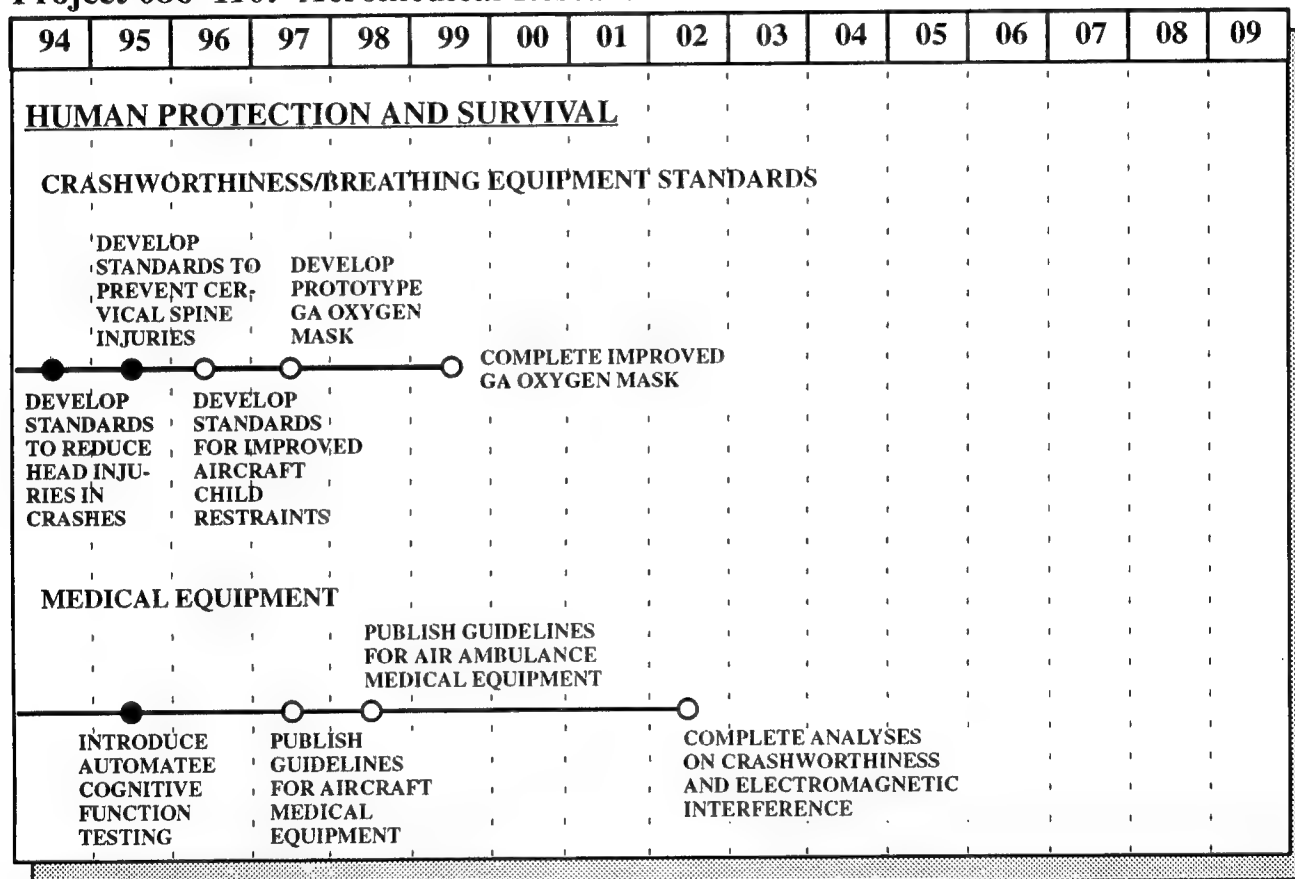 94 95 96 97 98 99 00 01 02 03 04 05 06 07 08 09
HUMAN PROTECTION AND SURVIVAL
CRASHWORTHINESS/BREATHING EQUIPMENT STANDARDS
DEVELOP
STANDARDS TO
PREVENT CER-
VICAL SPINE
INJURIES
DEVELOP
PROTOTYPE
GA OXYGEN
MASK
COMPLETE IMPROVED
GA OXYGEN MASK
DEVELOP
STANDARDS
TO REDUCE
HEAD INJU-
RIES IN
CRASHES
DEVELOP
STANDARDS
FOR IMPROVED
AIRCRAFT
CHILD
RESTRAINTS
MEDICAL EQUIPMENT
PUBLISH GUIDELINES
FOR AIR AMBULANCE
MEDICAL EQUIPMENT
INTRODUCE
AUTOMATEE
COGNITIVE
FUNCTION
TESTING
PUBLISH
GUIDELINES
FOR AIRCRAFT
MEDICAL
EQUIPMENT
COMPLETE ANALYSES
ON CRASHWORTHINESS
AND ELECTROMAGNETIC
INTERFERENCE